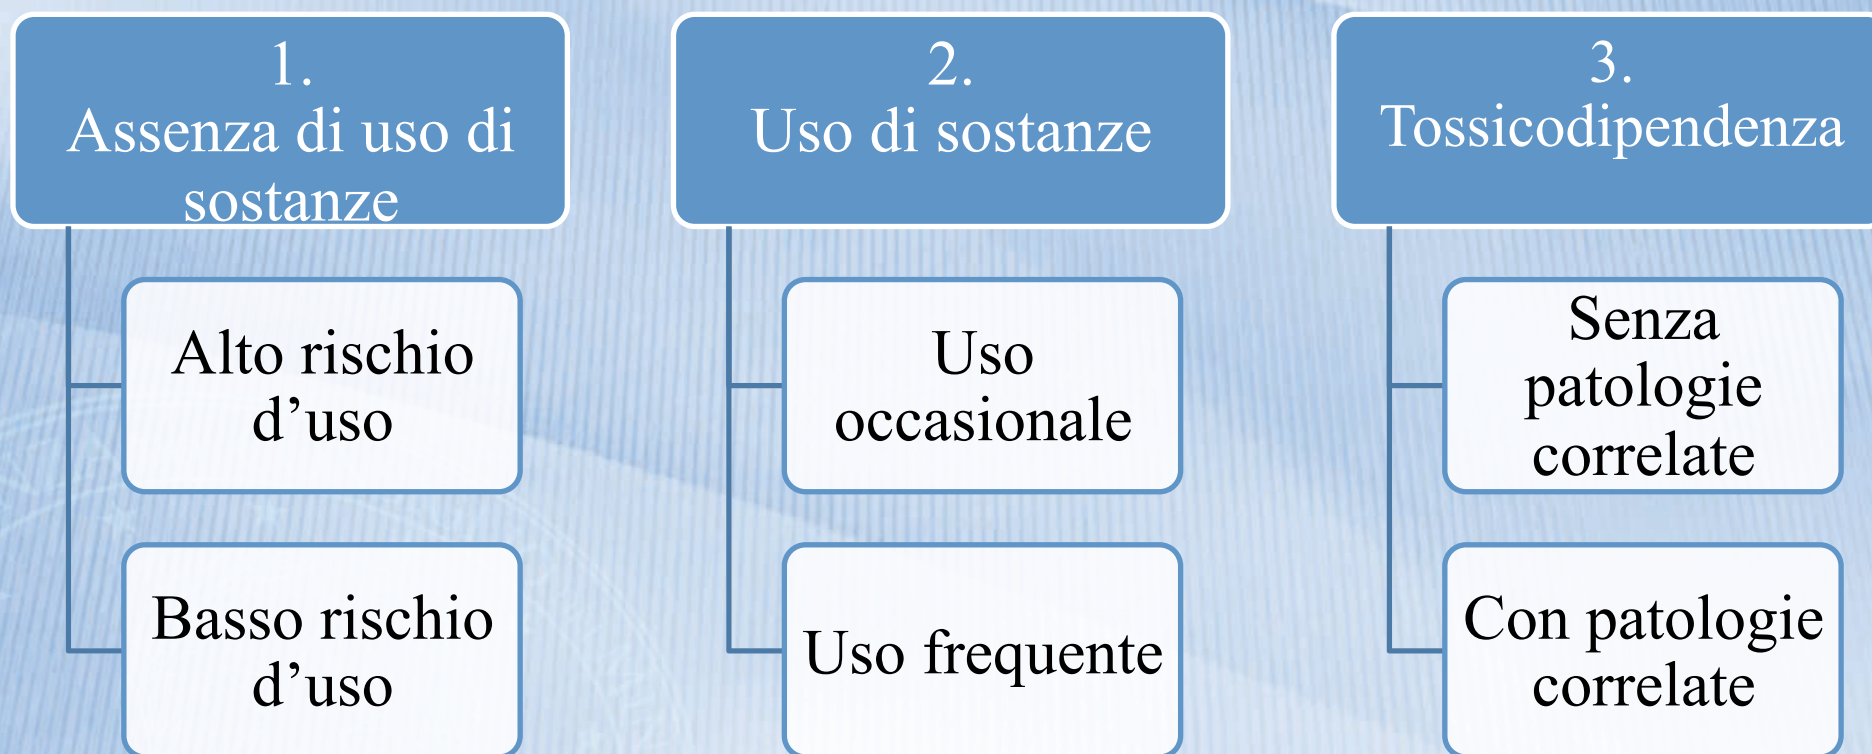 1.
Assenza di uso di
sostanze
Alto rischio
d’uso
Basso rischio
d’uso
2.
Uso di sostanze
Uso
occasionale
Uso frequente
3.
Tossicodipendenza
Senza
patologie
correlate
Con patologie
correlate